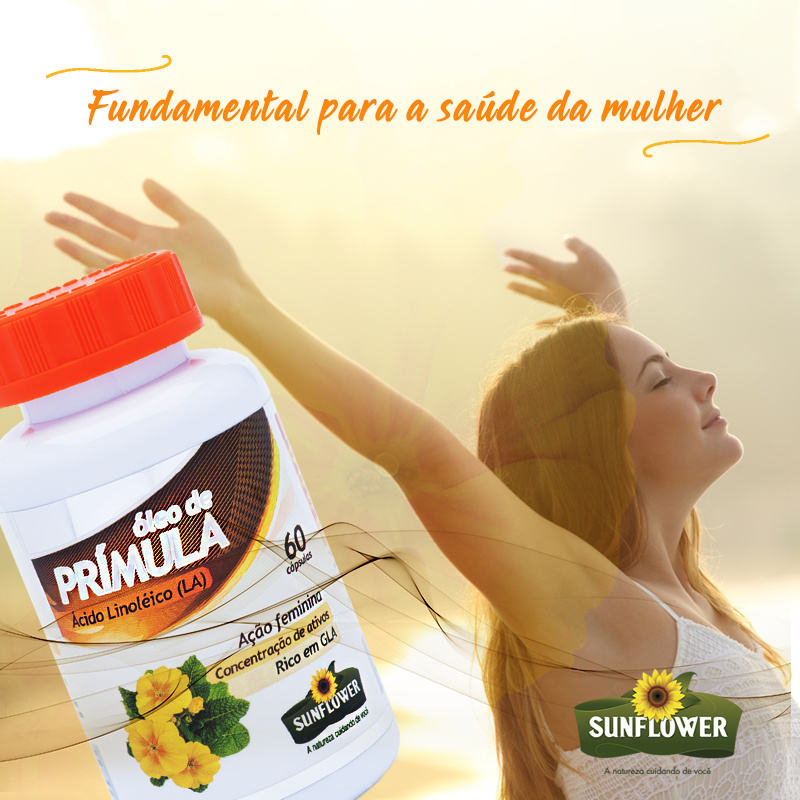 Fundamental para a saúde da mulher
óleo de
PRÍMULA
Ácido Linoléico (LA)
60
cápsulas
Ação feminina
Concentração de ativos
Rico em GLA
SUNFLOWER
A natureza cuidando de você
SUNFLOWER
A natureza cuidando de você